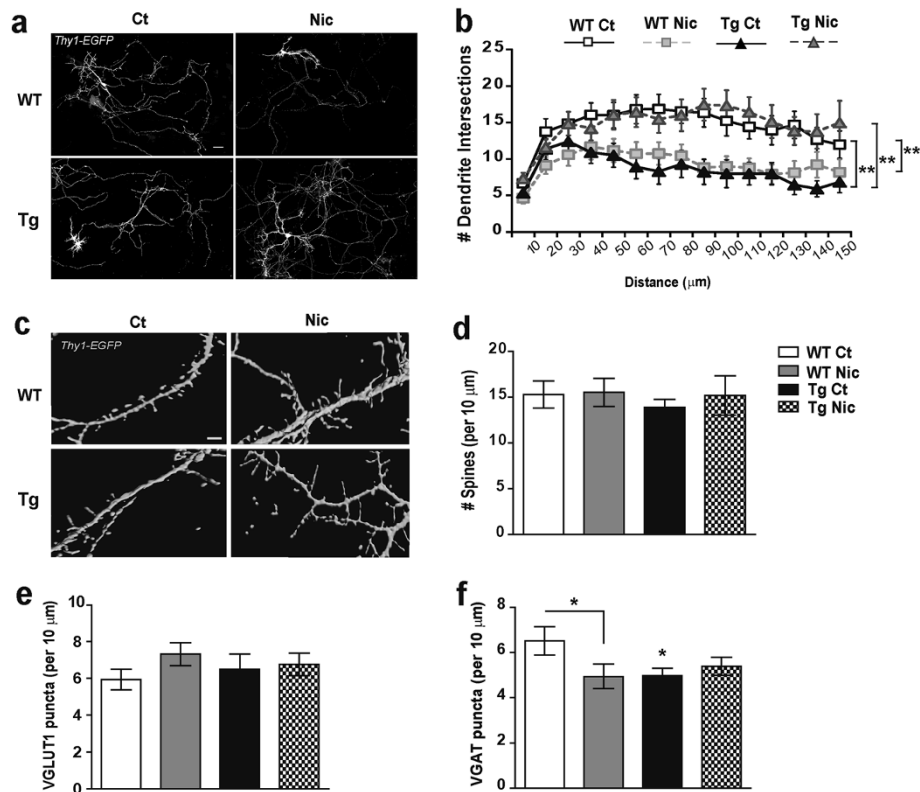 a
Ct
Nic
Thy1-EGFP
WT
Tg
b
WT Ct
WT Nic
Tg Ct
Tg Nic
# Dendrite Intersections
25
20
15
10
5
0
10
20
30
40
50
60
70
80
90
100
110
120
130
140
150
Distance (μm)
**
**
**
c
Ct
Nic
Thy1-EGFP
WT
Tg
d
# Spines (per 10 μm)
20
15
10
5
0
WT Ct
WT Nic
Tg Ct
Tg Nic
e
VGLUT1 puncta (per 10 μm)
10
8
6
4
2
0
f
VGAT puncta (per 10 μm)
8
6
4
2
0
*
*